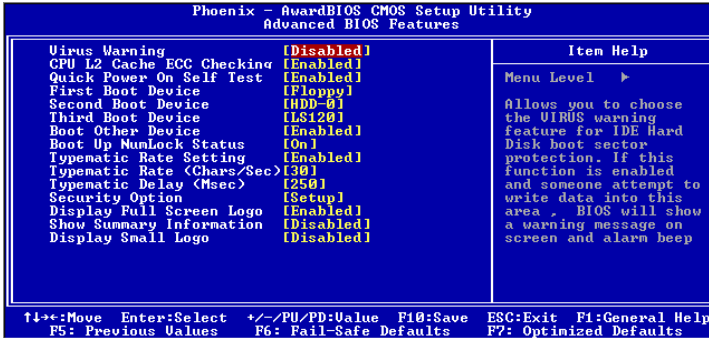 Phoenix - AwardBIOS CMOS Setup Utility
Advanced BIOS Features
Virus Warning [Disabled]
CPU L2 Cache ECC Checking [Enabled]
Quick Power On Self Test [Enabled]
First Boot Device [Floppy]
Second Boot Device [HDD-0]
Third Boot Device [LS120]
Boot Other Device [Enabled]
Boot Up NumLock Status [On]
Typematic Rate Setting [Enabled]
Typematic Rate (Chars/Sec)[30]
Typematic Delay (Msec) [250]
Security Option [Setup]
Display Full Screen Logo [Enabled]
Show Summary Information [Disabled]
Display Small Logo [Disabled]
Item Help
Menu Level ▶
Allows you to choose
the VIRUS warning
feature for IDE Hard
Disk boot sector
protection. If this
function is enabled
and someone attempt to
write data into this
area , BIOS will show
a warning message on
screen and alarm beep
↑↓→←:Move Enter:Select +/-/PU/PD:Value F10:Save ESC:Exit F1:General Help
F5: Previous Values F6: Fail-Safe Defaults F7: Optimized Defaults